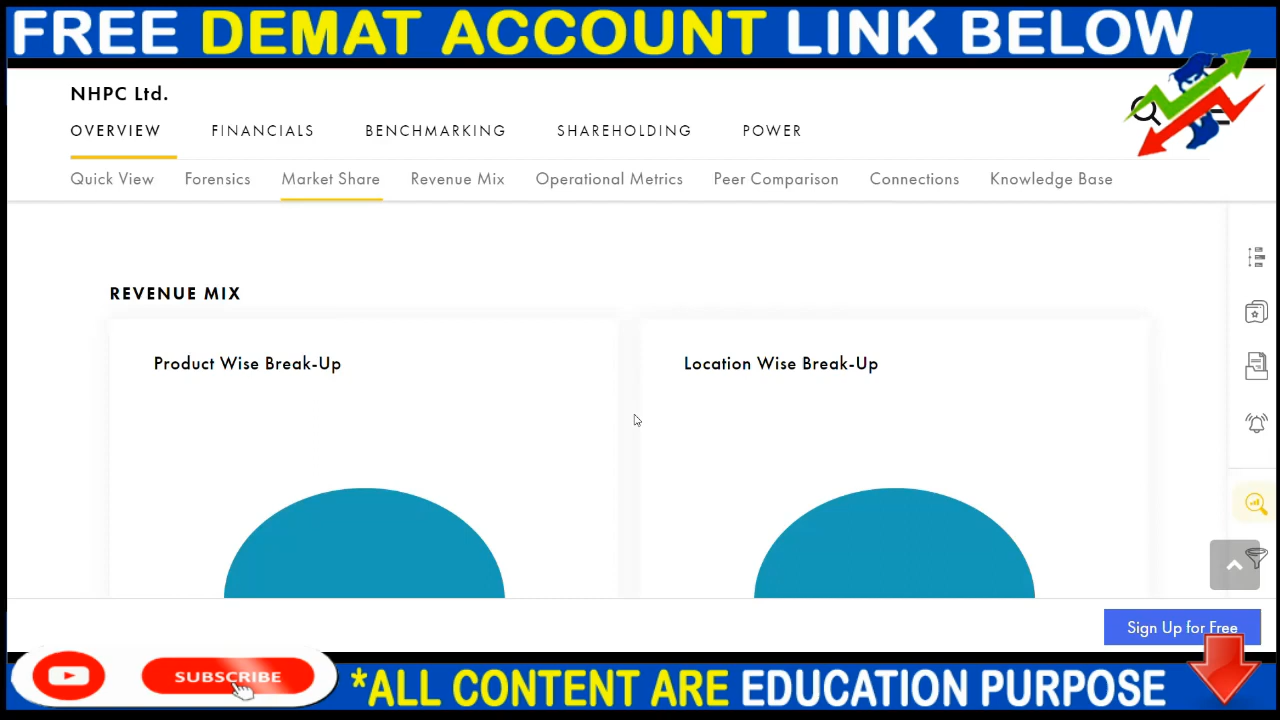 FREE DEMAT ACCOUNT LINK BELOW
NHPC Ltd.
OVERVIEW FINANCIALS BENCHMARKING SHAREHOLDING POWER
Quick View Forensics Market Share Revenue Mix Operational Metrics Peer Comparison Connections Knowledge Base
REVENUE MIX
Product Wise Break-Up Location Wise Break-Up
Sign Up for Free
SUBSCRIBE *ALL CONTENT ARE EDUCATION PURPOSE